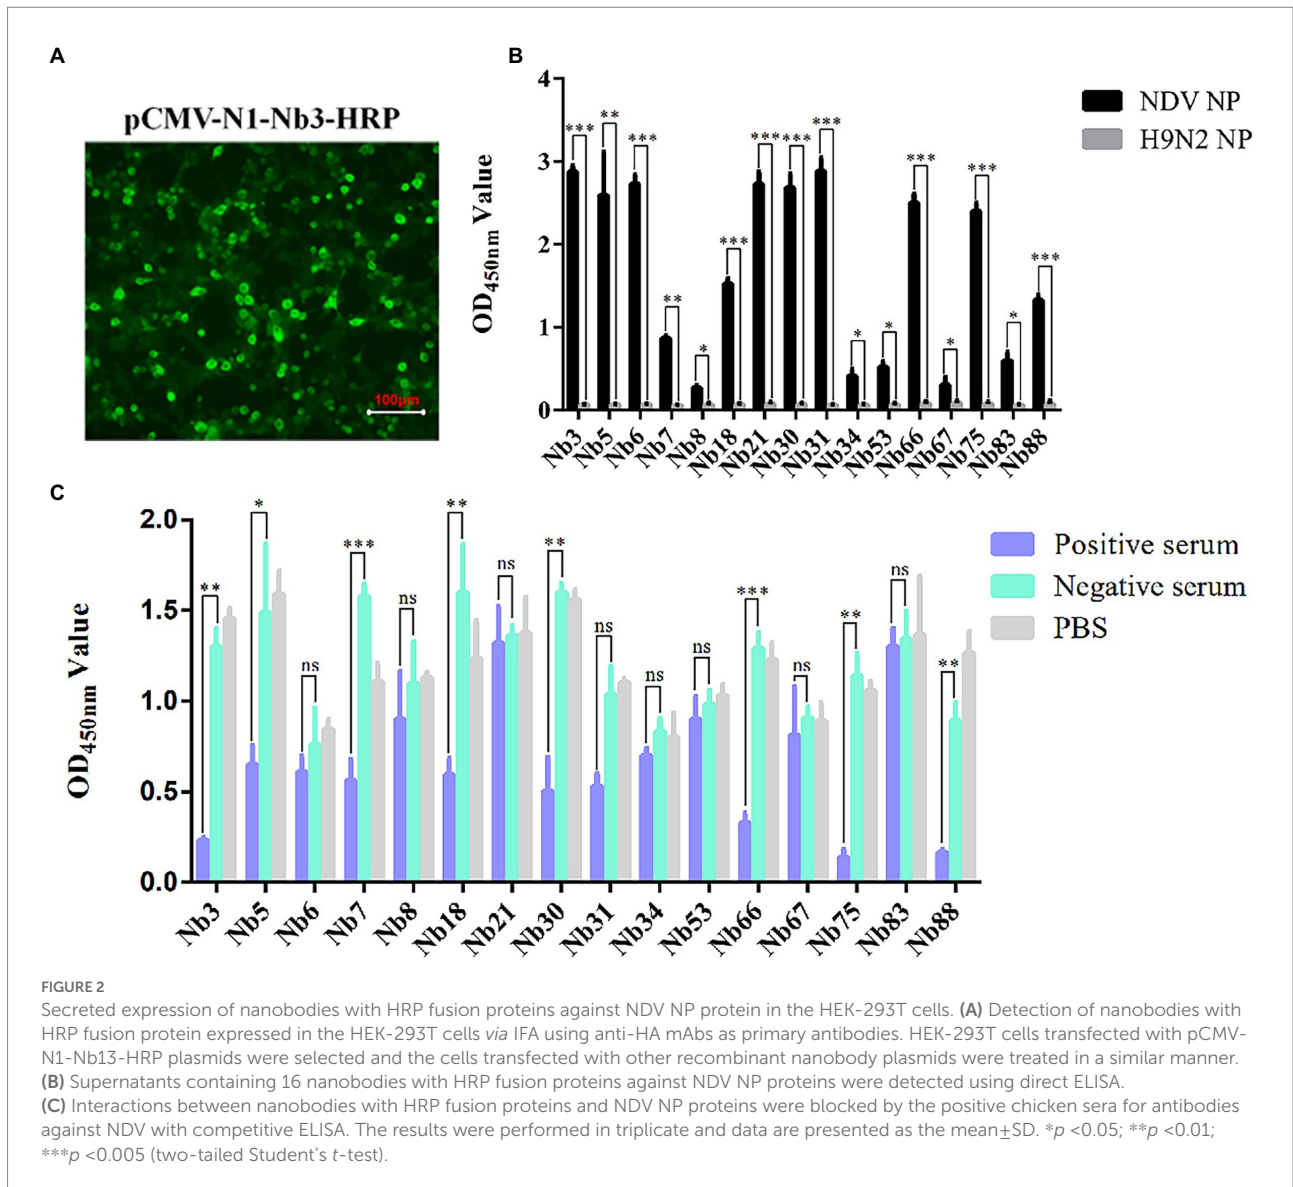 A
pCMV-N1-Nb3-HRP
100μm
B
OD450nm Value
4
3
2
1
0
*** ** *** ** * *** *** *** *** * * *** * *** * ***
Nb3 Nb5 Nb6 Nb7 Nb8 Nb18 Nb21 Nb30 Nb31 Nb34 Nb53 Nb66 Nb67 Nb75 Nb83 Nb88
NDV NP
H9N2 NP
C
OD450nm Value
2.0
1.5
1.0
0.5
0.0
** * ns *** ns ** ns ** ns ns ns *** ns ** ns **
Nb3 Nb5 Nb6 Nb7 Nb8 Nb18 Nb21 Nb30 Nb31 Nb34 Nb53 Nb66 Nb67 Nb75 Nb83 Nb88
Positive serum
Negative serum
PBS
FIGURE 2
Secreted expression of nanobodies with HRP fusion proteins against NDV NP protein in the HEK-293T cells. (A) Detection of nanobodies with
HRP fusion protein expressed in the HEK-293T cells via IFA using anti-HA mAbs as primary antibodies. HEK-293T cells transfected with pCMV-
N1-Nb13-HRP plasmids were selected and the cells transfected with other recombinant nanobody plasmids were treated in a similar manner.
(B) Supernatants containing 16 nanobodies with HRP fusion proteins against NDV NP proteins were detected using direct ELISA.
(C) Interactions between nanobodies with HRP fusion proteins and NDV NP proteins were blocked by the positive chicken sera for antibodies
against NDV with competitive ELISA. The results were performed in triplicate and data are presented as the mean±SD. *p <0.05; **p <0.01;
***p <0.005 (two-tailed Student's t-test).